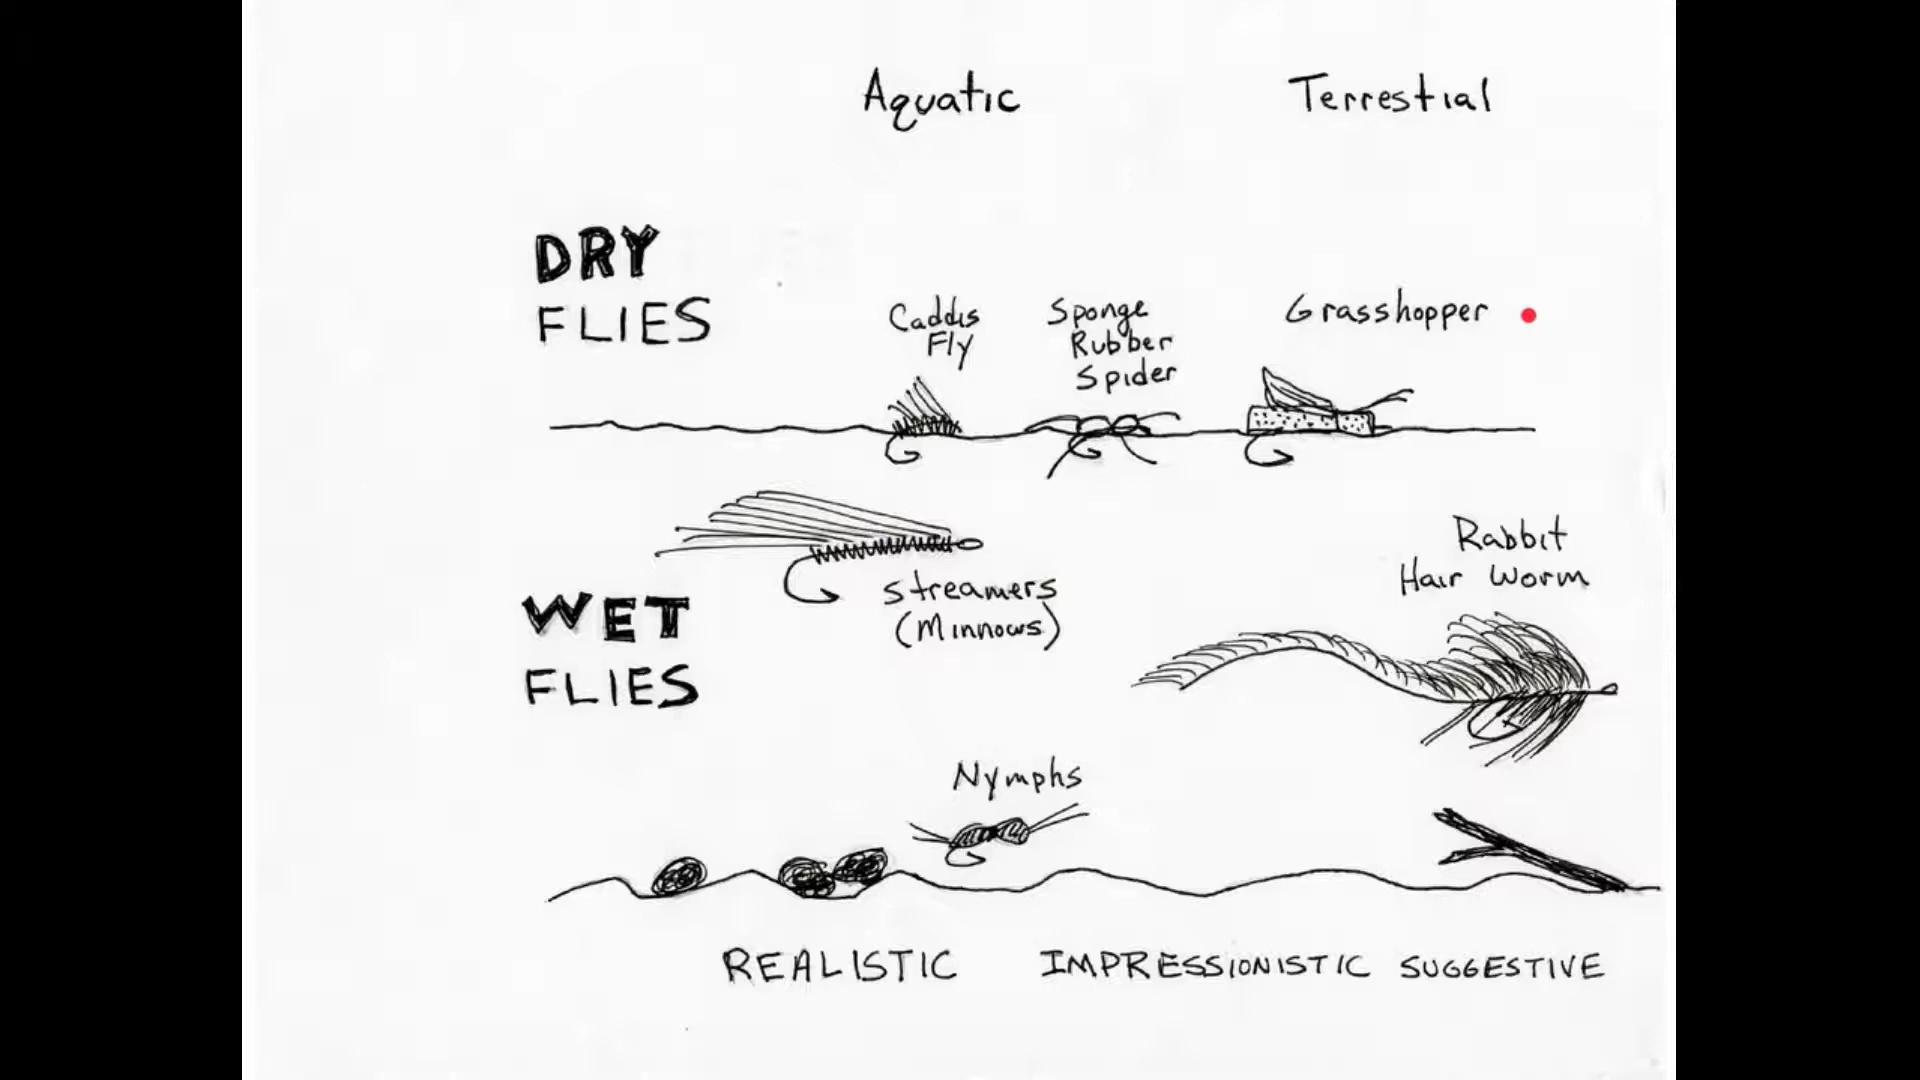 Aquatic
Terrestial
DRY
FLIES
Caddis
Fly
Sponge
Rubber
Spider
Grasshopper
WET
FLIES
Streamers
(Minnows)
Rabbit
Hair Worm
Nymphs
REALISTIC
IMPRESSIONISTIC
SUGGESTIVE